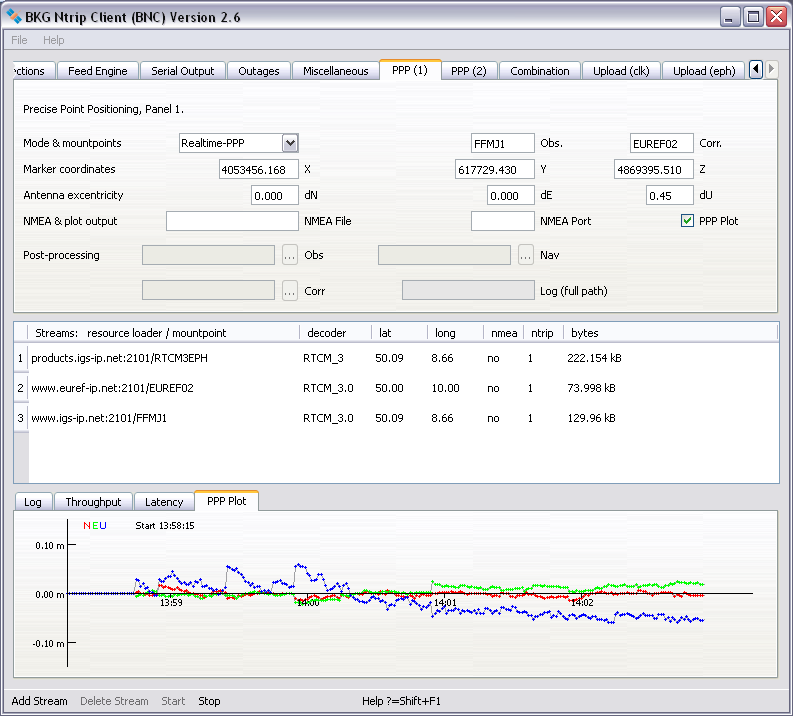 BKG Ntrip Client (BNC) Version 2.6
File Help
ctions Feed Engine Serial Output Outages Miscellaneous PPP (1) PPP (2) Combination Upload (clk) Upload (eph)
Precise Point Positioning, Panel 1.
Mode & mountpoints Realtime-PPP FFMJ1 Obs. EUREF02 Corr.
Marker coordinates 4053456.168 X 617729.430 Y 4869395.510 Z
Antenna excentricity 0.000 dN 0.000 dE 0.45 dU
NMEA & plot output NMEA File NMEA Port PPP Plot
Post-processing ... Obs ... Nav
... Corr Log (full path)
Streams: resource loader / mountpoint decoder lat long nmea ntrip bytes
1 products.igs-ip.net:2101/RTCM3EPH RTCM_3 50.09 8.66 no 1 222.154 kB
2 www.euref-ip.net:2101/EUREF02 RTCM_3.0 50.00 10.00 no 1 73.998 kB
3 www.igs-ip.net:2101/FFMJ1 RTCM_3.0 50.09 8.66 no 1 129.96 kB
Log Throughput Latency PPP Plot
NEU Start 13:58:15
0.10 m
0.00 m
13:59 14:00 14:01 14:02
-0.10 m
Add Stream Delete Stream Start Stop Help ?=Shift+F1